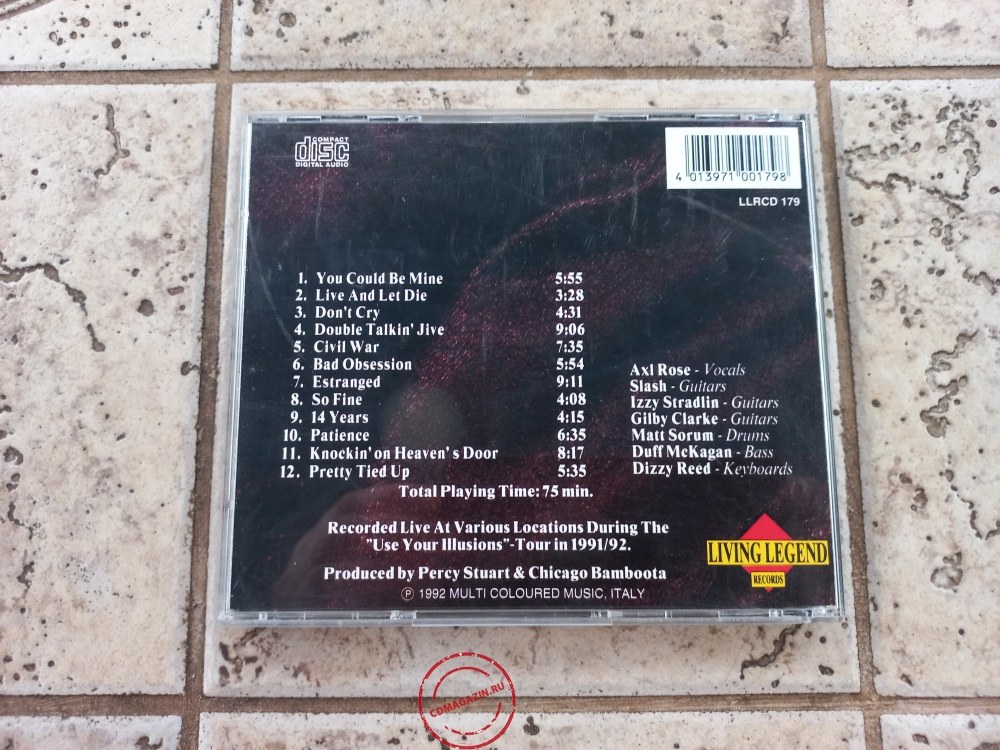 COMPACT
disc
DIGITAL AUDIO
4 013971 001798
LLRCD 179
1. You Could Be Mine 5:55
2. Live And Let Die 3:28
3. Don't Cry 4:31
4. Double Talkin' Jive 9:06
5. Civil War 7:35
6. Bad Obsession 5:54
7. Estranged 9:11
8. So Fine 4:08
9. 14 Years 4:15
10. Patience 6:35
11. Knockin' on Heaven's Door 8:17
12. Pretty Tied Up 5:35
Total Playing Time: 75 min.
Axl Rose - Vocals
Slash - Guitars
Izzy Stradlin - Guitars
Gilby Clarke - Guitars
Matt Sorum - Drums
Duff McKagan - Bass
Dizzy Reed - Keyboards
Recorded Live At Various Locations During The
"Use Your Illusions"-Tour in 1991/92.
Produced by Percy Stuart & Chicago Bamboota
Ⓟ 1992 MULTI COLOURED MUSIC, ITALY
LIVING LEGEND
RECORDS
CDMAGAZIN.RU